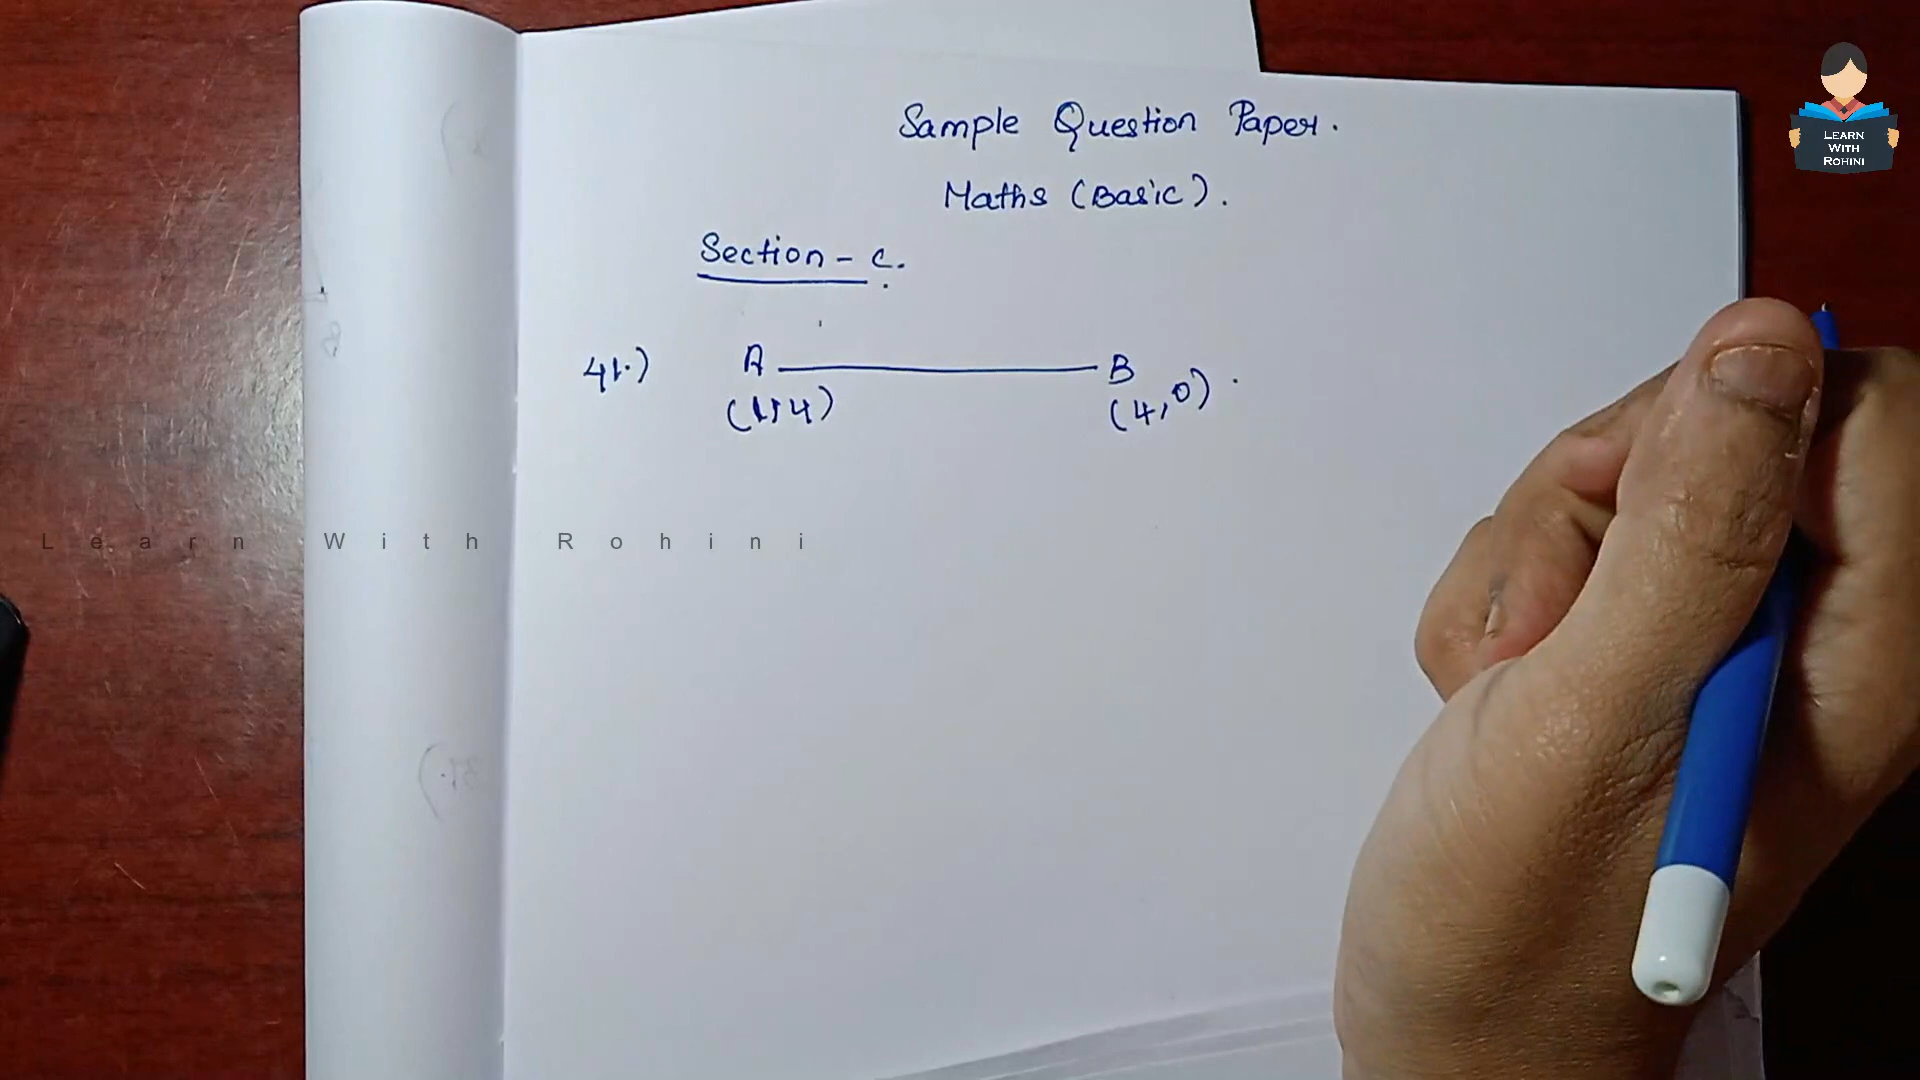 Sample Question Paper.
Maths (Basic).
Section - C.
41.) A B
(1,4) (4,0).
Learn With Rohini
LEARN
WITH
ROHINI